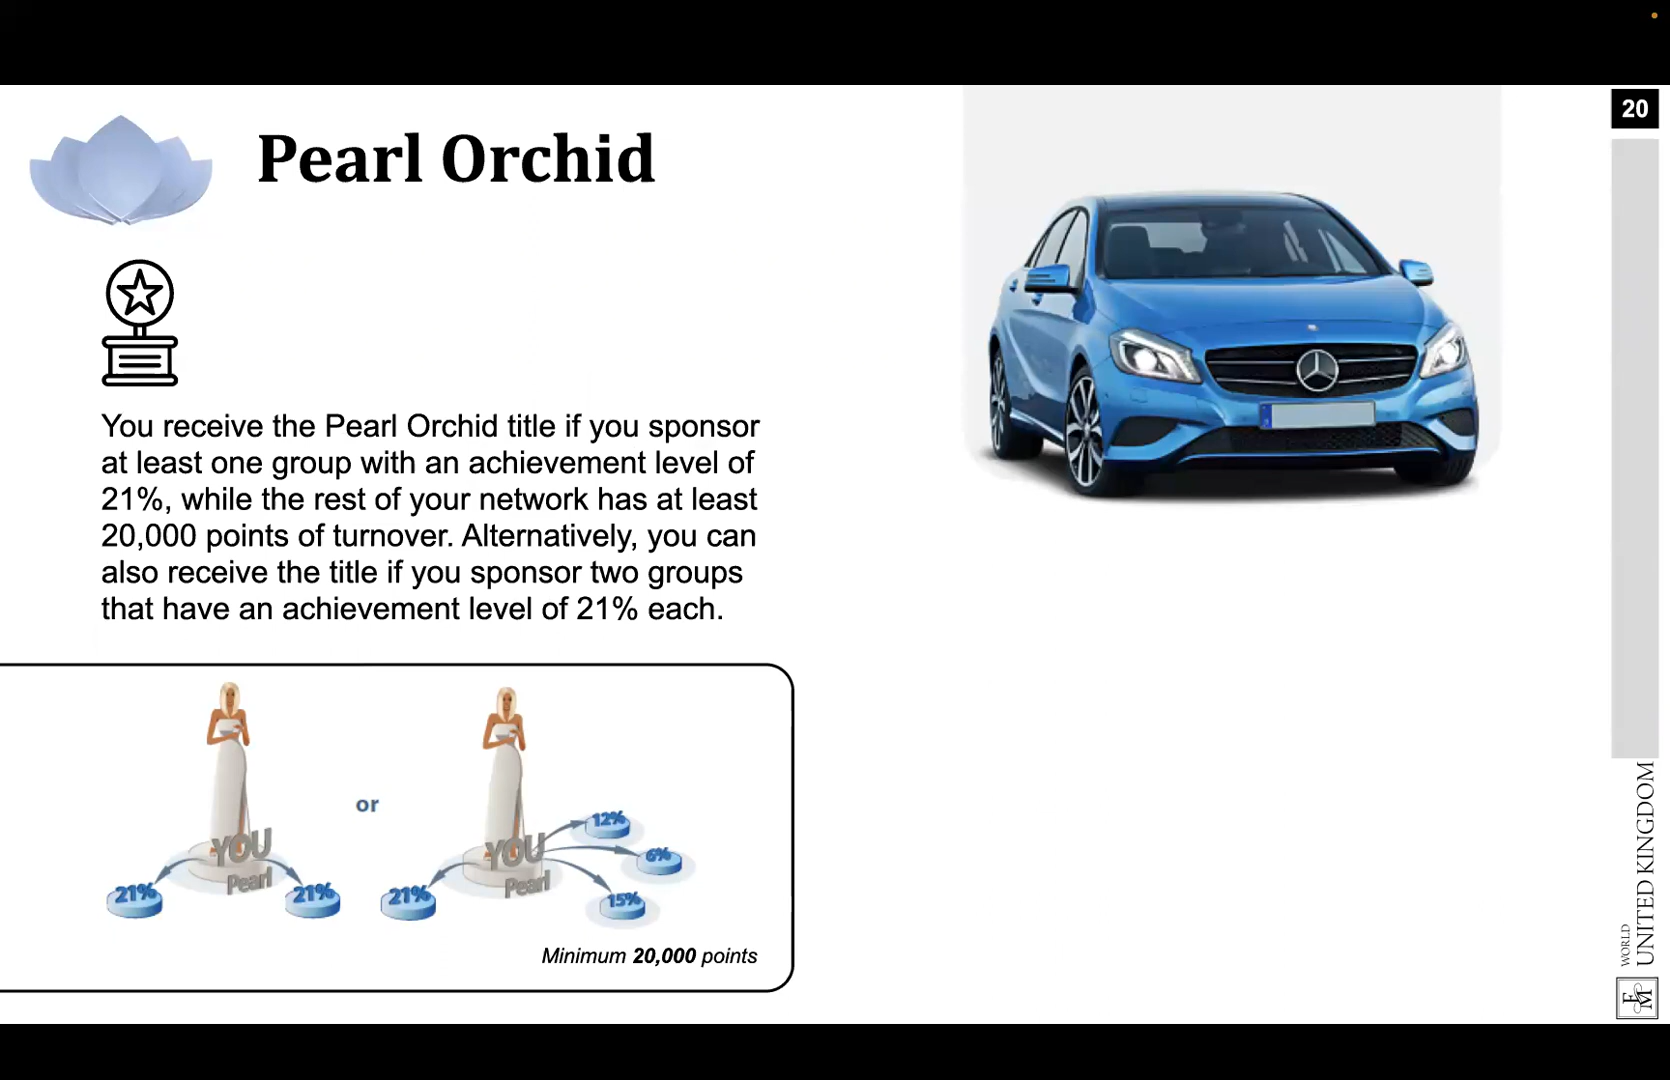 20
Pearl Orchid
You receive the Pearl Orchid title if you sponsor
at least one group with an achievement level of
21%, while the rest of your network has at least
20,000 points of turnover. Alternatively, you can
also receive the title if you sponsor two groups
that have an achievement level of 21% each.
YOU
Pearl
21%
21%
or
YOU
Pearl
21%
12%
6%
15%
Minimum 20,000 points
WORLD
UNITED KINGDOM
FM